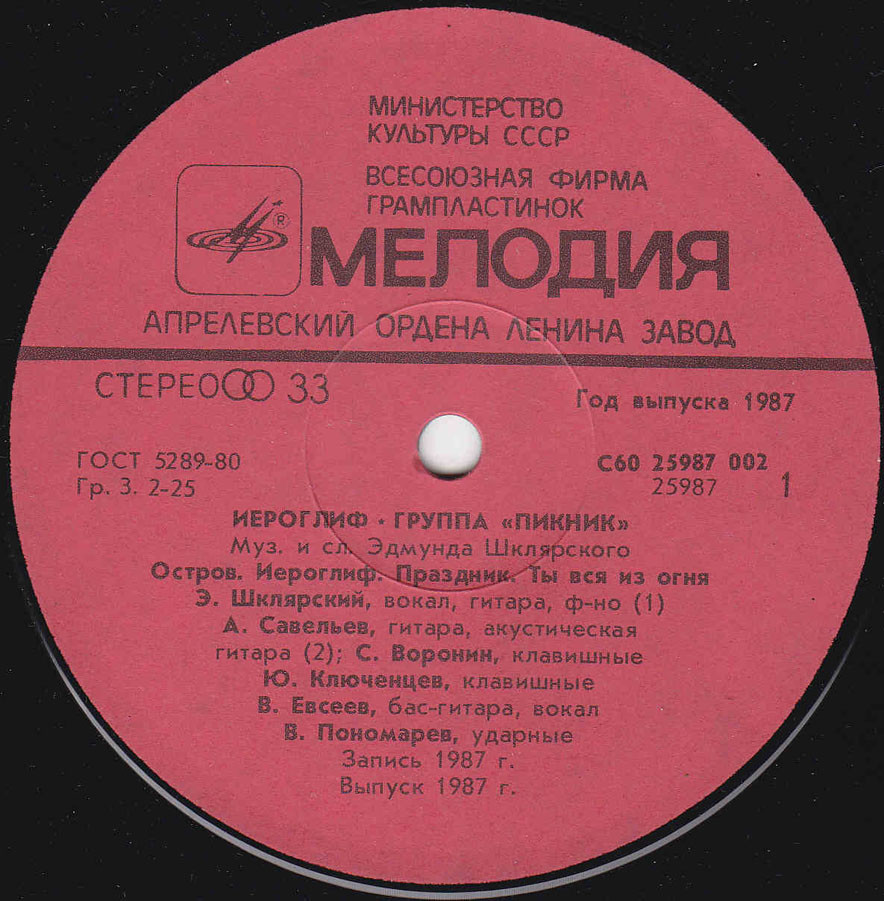 МИНИСТЕРСТВО
КУЛЬТУРЫ СССР
ВСЕСОЮЗНАЯ ФИРМА
ГРАМПЛАСТИНОК
®
МЕЛОДИЯ
АПРЕЛЕВСКИЙ ОРДЕНА ЛЕНИНА ЗАВОД
СТЕРЕО 33
Год выпуска 1987
ГОСТ 5289-80
Гр. 3. 2-25
С60 25987 002
25987 1
ИЕРОГЛИФ • ГРУППА «ПИКНИК»
Муз. и сл. Эдмунда Шклярского
Остров. Иероглиф. Праздник. Ты вся из огня
Э. Шклярский, вокал, гитара, ф-но (1)
А. Савельев, гитара, акустическая
гитара (2); С. Воронин, клавишные
Ю. Ключенцев, клавишные
В. Евсеев, бас-гитара, вокал
В. Пономарев, ударные
Запись 1987 г.
Выпуск 1987 г.